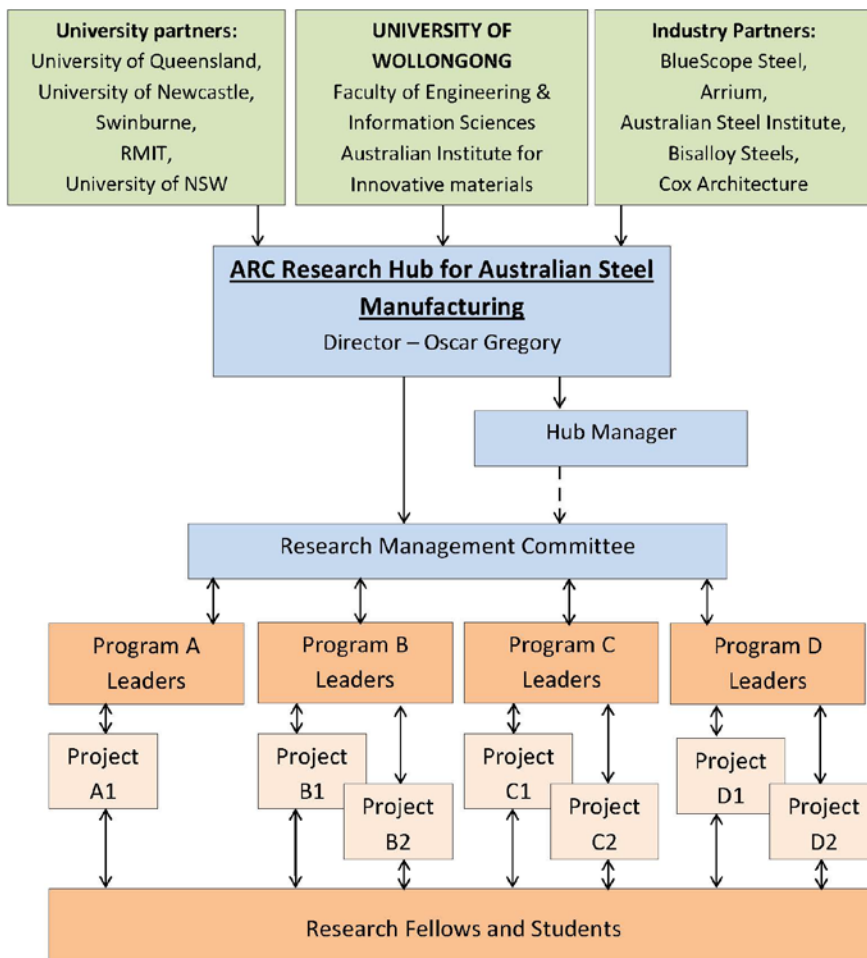 University partners:
University of Queensland,
University of Newcastle,
Swinburne,
RMIT,
University of NSW
UNIVERSITY OF
WOLLONGONG
Faculty of Engineering &
Information Sciences
Australian Institute for
Innovative materials
Industry Partners:
BlueScope Steel,
Arrium,
Australian Steel Institute,
Bisalloy Steels,
Cox Architecture
ARC Research Hub for Australian Steel
Manufacturing
Director – Oscar Gregory
Hub Manager
Research Management Committee
Program A
Leaders
Program B
Leaders
Program C
Leaders
Program D
Leaders
Project
A1
Project
B1
Project
B2
Project
C1
Project
C2
Project
D1
Project
D2
Research Fellows and Students